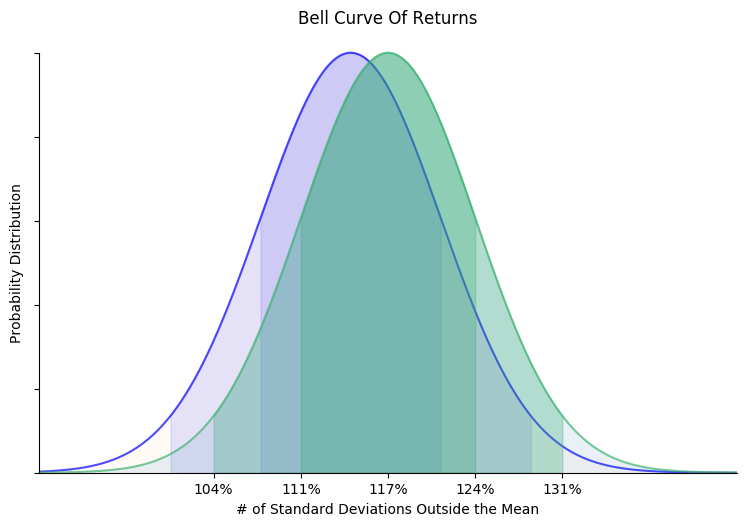 Bell Curve Of Returns
Probability Distribution
104% 111% 117% 124% 131%
# of Standard Deviations Outside the Mean